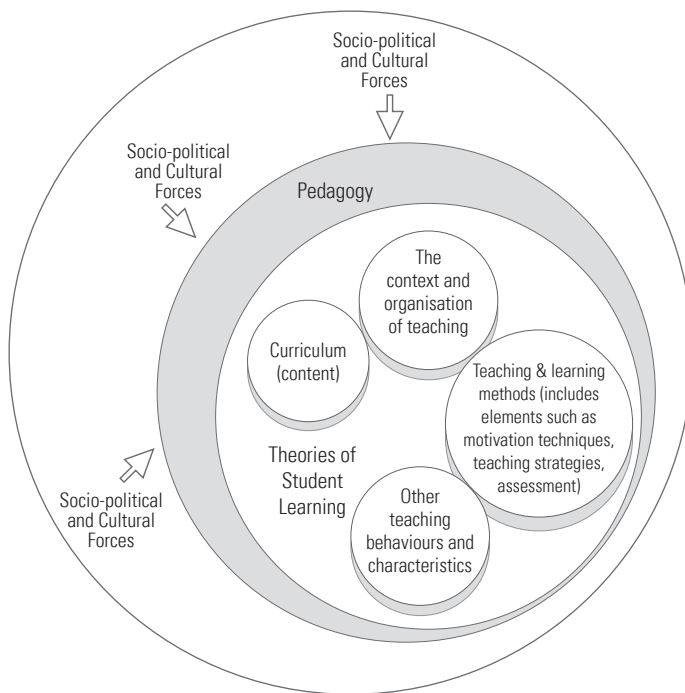 Socio-political
and Cultural
Forces
Socio-political
and Cultural
Forces
Pedagogy
The
context and
organisation
of teaching
Curriculum
(content)
Teaching & learning
methods (includes
elements such as
motivation techniques,
teaching strategies,
assessment)
Theories of
Student
Learning
Other
teaching
behaviours and
characteristics
Socio-political
and Cultural
Forces